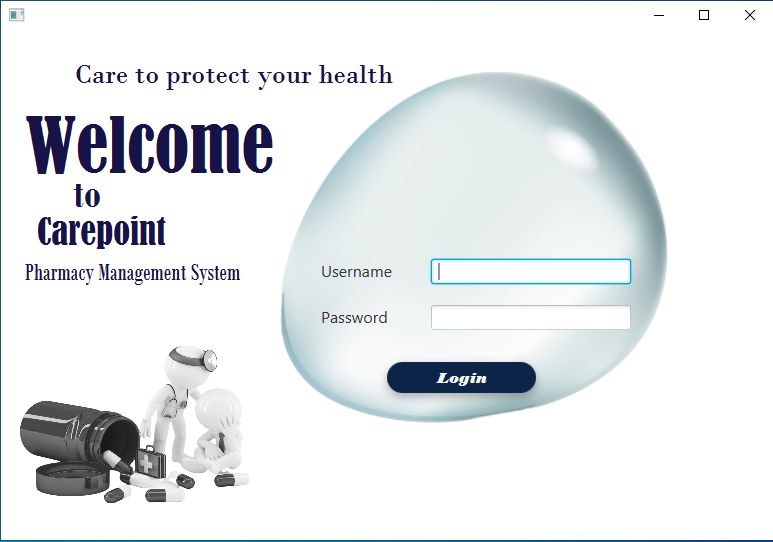 Care to protect your health
Welcome
to
Carepoint
Pharmacy Management System
Username
Password
Login